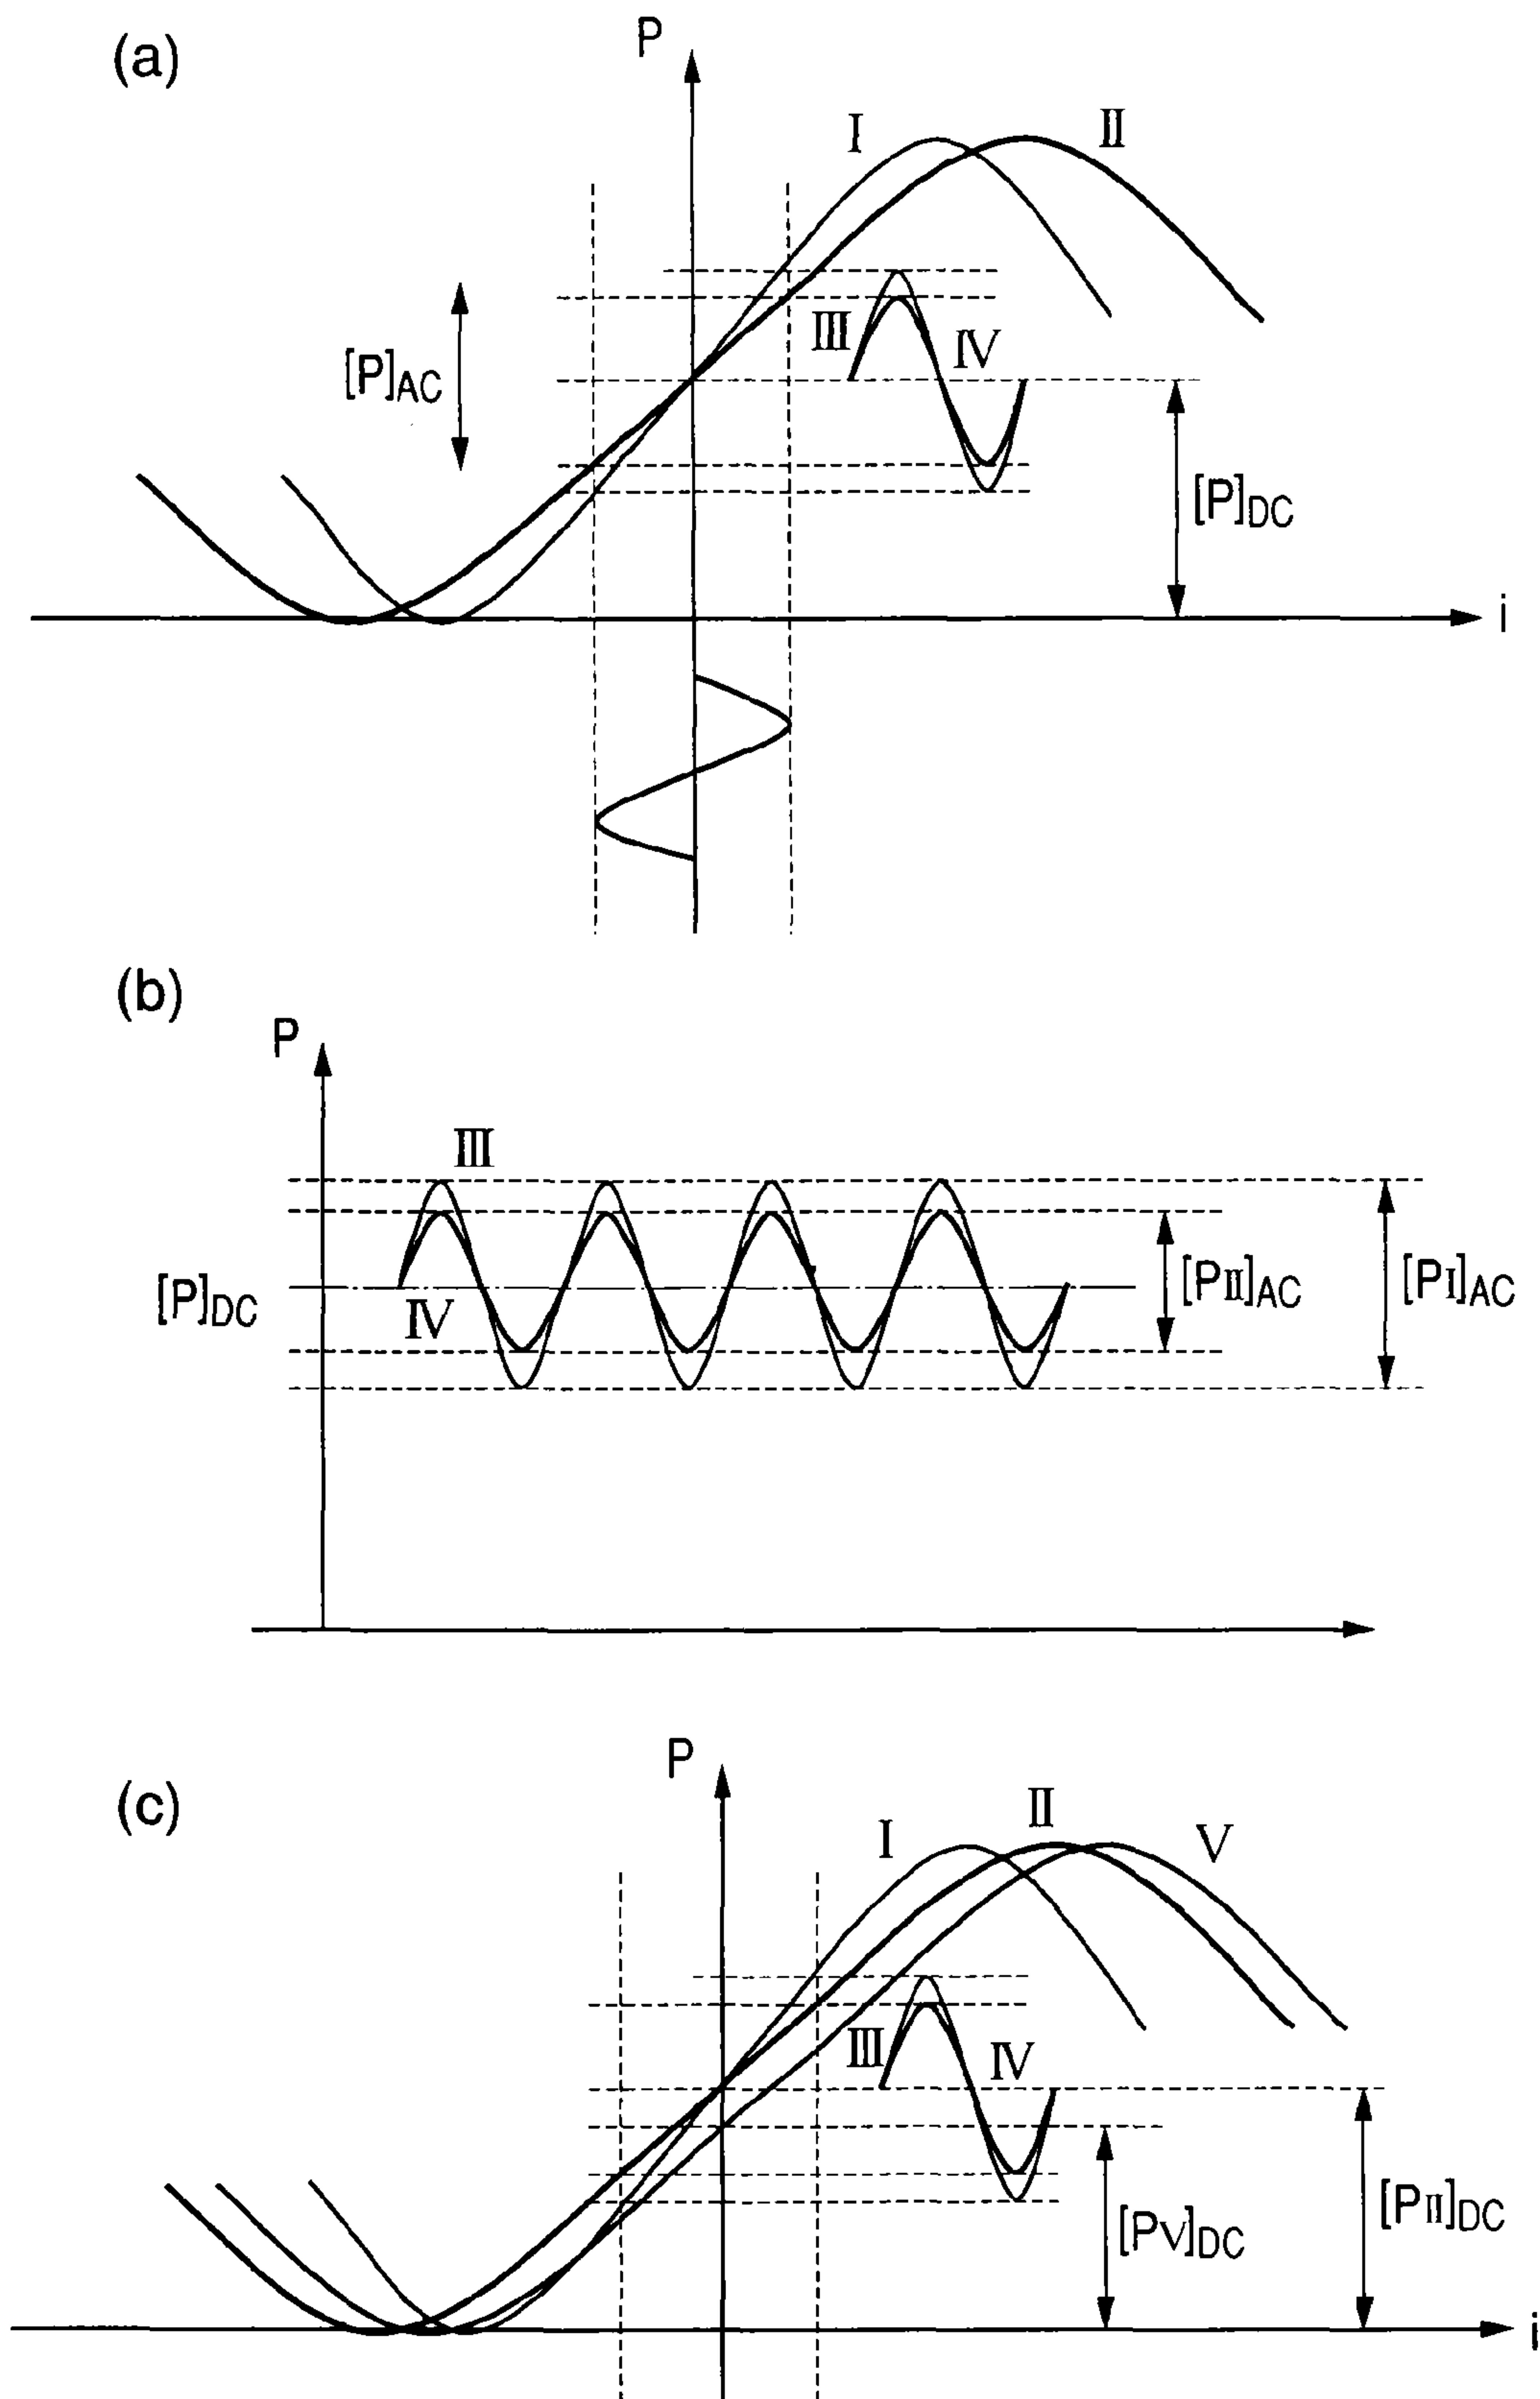 (a)
P
I
II
III
IV
[P]AC
[P]DC
i
(b)
P
III
[P]DC
IV
[PII]AC
[PI]AC
(c)
P
I
II
V
III
IV
[PV]DC
[PII]DC
i